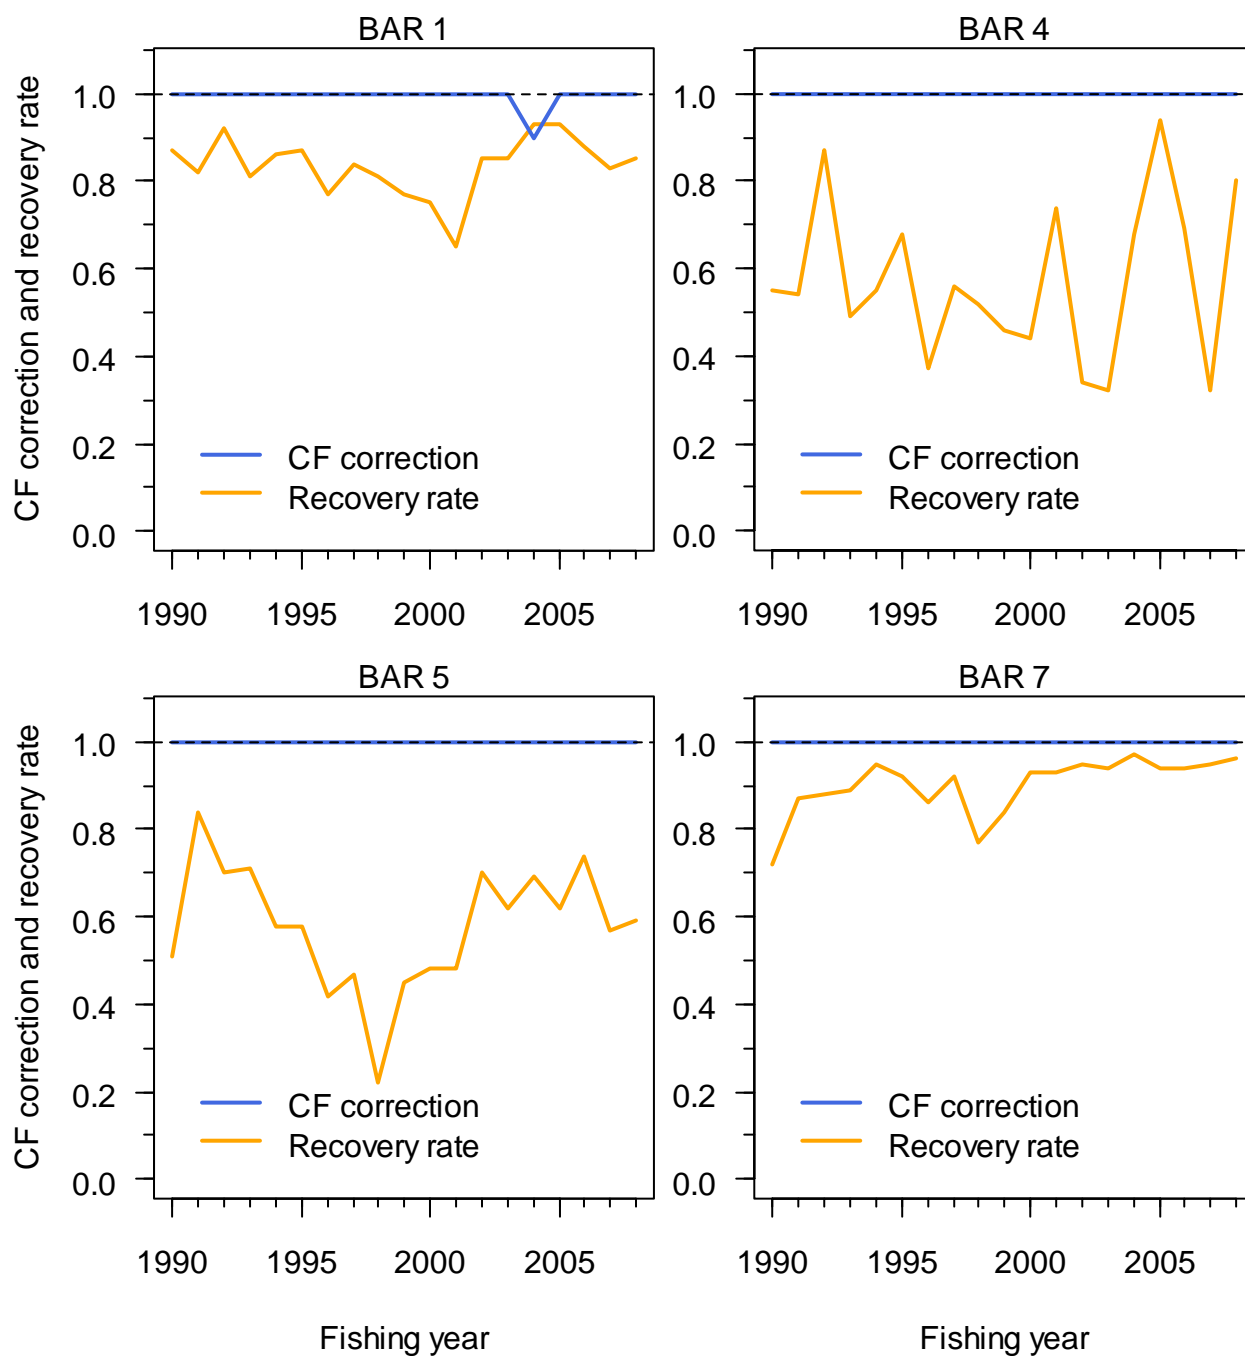 BAR 1
CF correction and recovery rate
1.0
0.8
0.6
0.4
0.2
0.0
CF correction
Recovery rate
1990 1995 2000 2005
BAR 4
1.0
0.8
0.6
0.4
0.2
0.0
CF correction
Recovery rate
1990 1995 2000 2005
BAR 5
CF correction and recovery rate
1.0
0.8
0.6
0.4
0.2
0.0
CF correction
Recovery rate
1990 1995 2000 2005
Fishing year
BAR 7
1.0
0.8
0.6
0.4
0.2
0.0
CF correction
Recovery rate
1990 1995 2000 2005
Fishing year